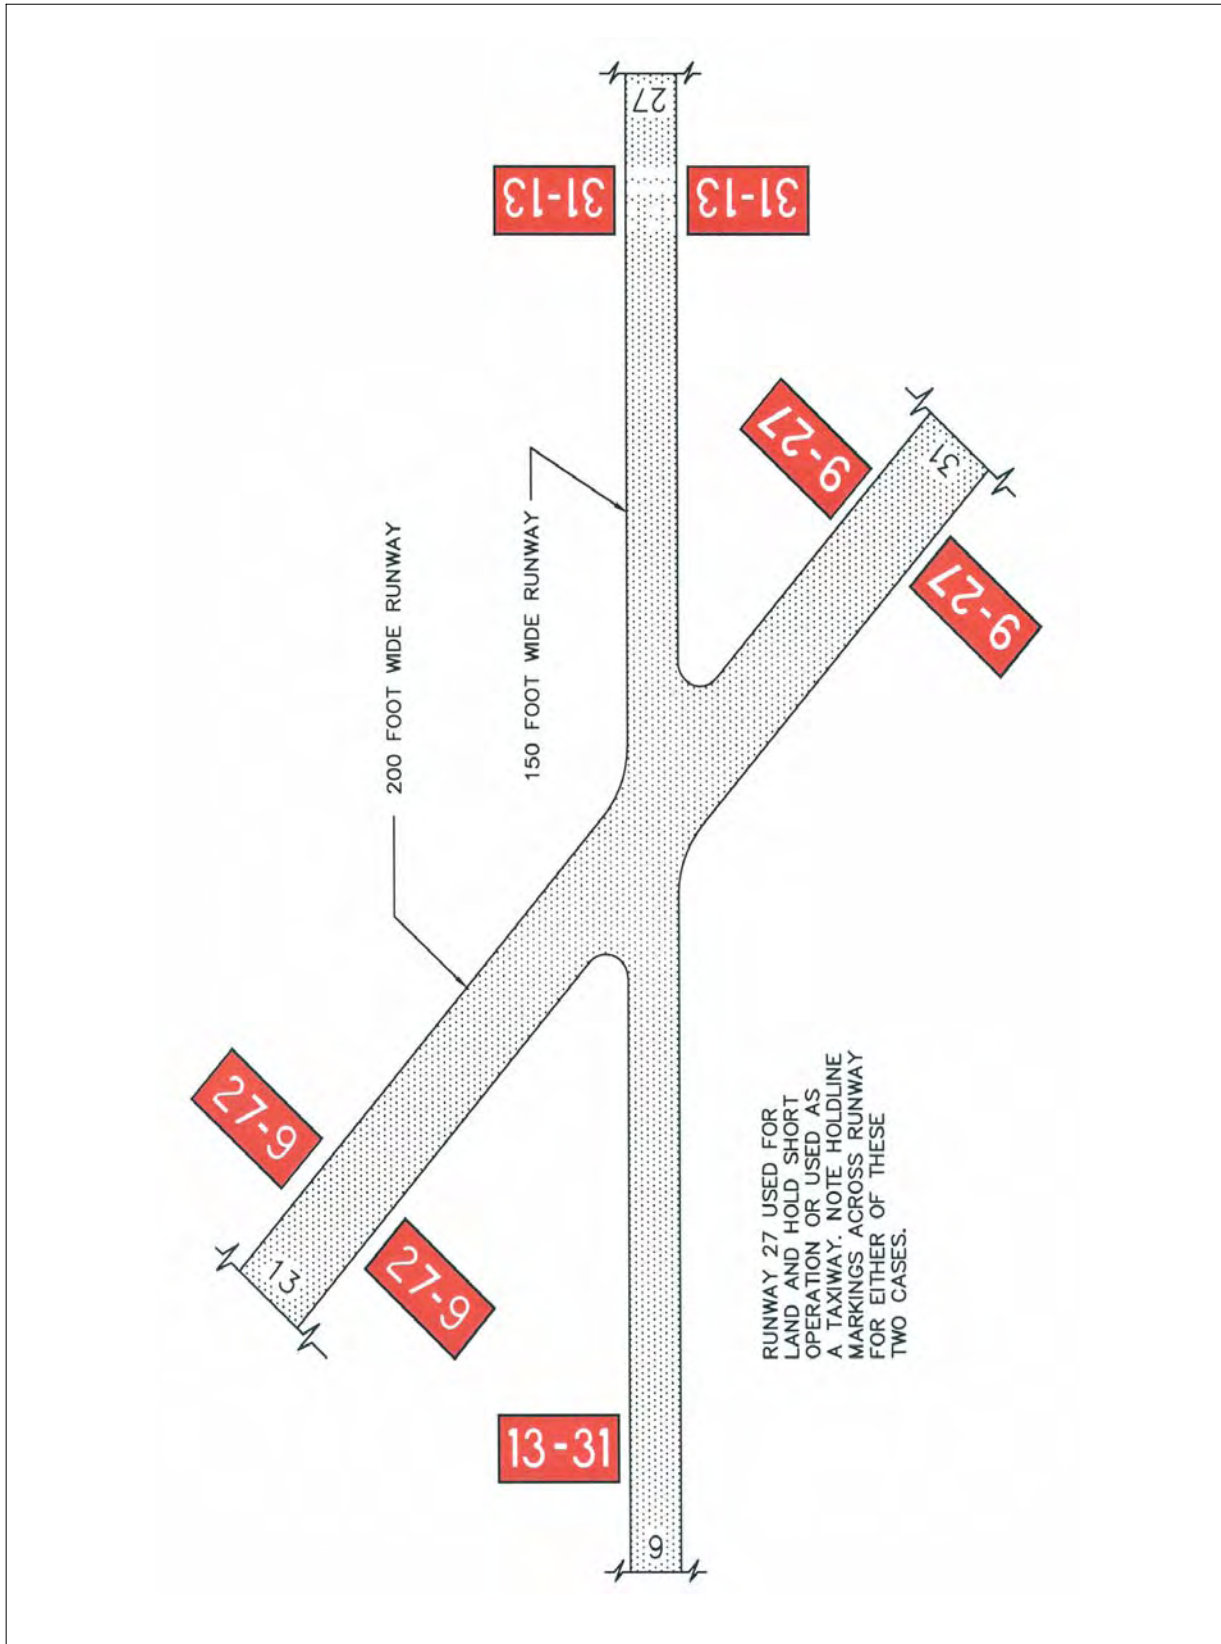 27
31-13
31-13
9-27
31
9-27
200 FOOT WIDE RUNWAY
150 FOOT WIDE RUNWAY
27-9
13
27-9
RUNWAY 27 USED FOR
LAND AND HOLD SHORT
OPERATION OR USED AS
A TAXIWAY. NOTE HOLDLINE
MARKINGS ACROSS RUNWAY
FOR EITHER OF THESE
TWO CASES.
13-31
9